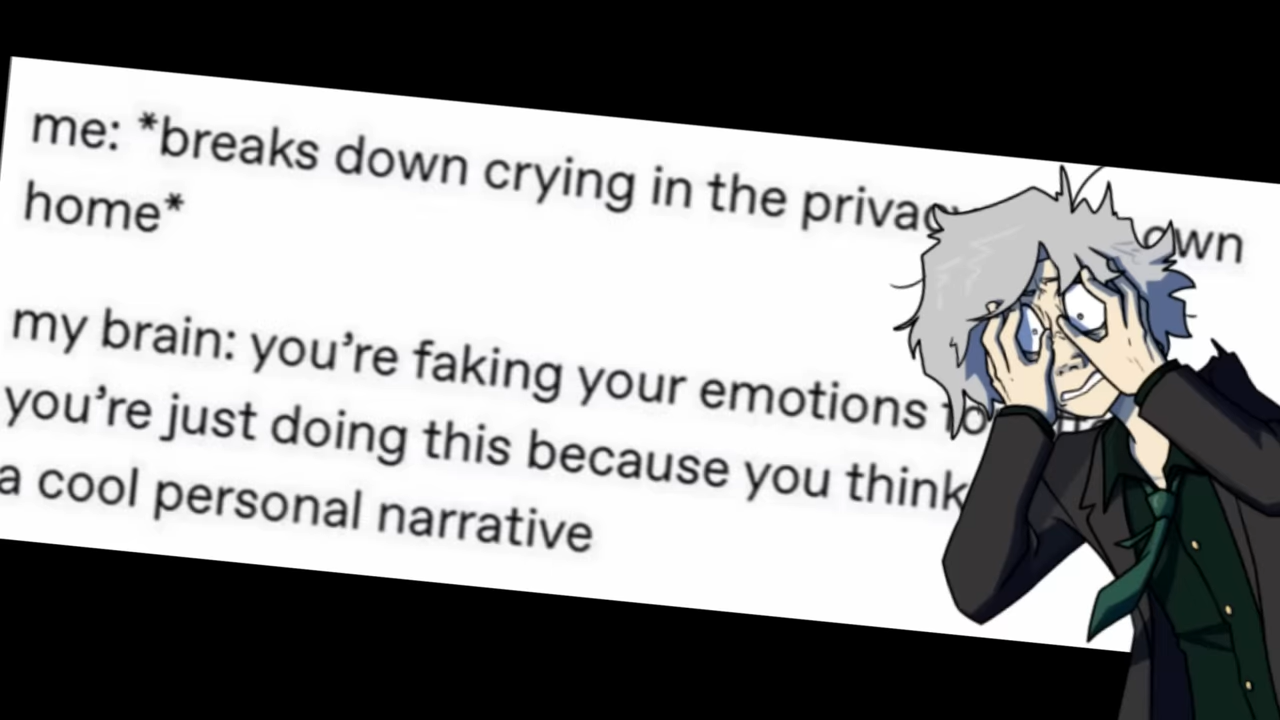 me: *breaks down crying in the own
home*
my brain: you're faking your emotions
you're just doing this because you think
a cool personal narrative